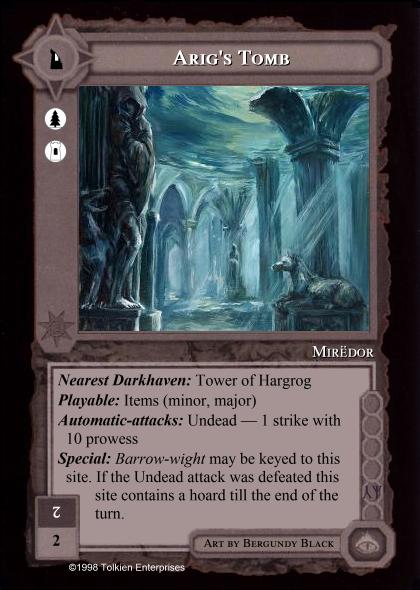 Arig's Tomb
Mirëdor
Nearest Darkhaven: Tower of Hargrog
Playable: Items (minor, major)
Automatic-attacks: Undead — 1 strike with
10 prowess
Special: Barrow-wight may be keyed to this
site. If the Undead attack was defeated this
site contains a hoard till the end of the
turn.
2
2
Art by Bergundy Black
©1998 Tolkien Enterprises